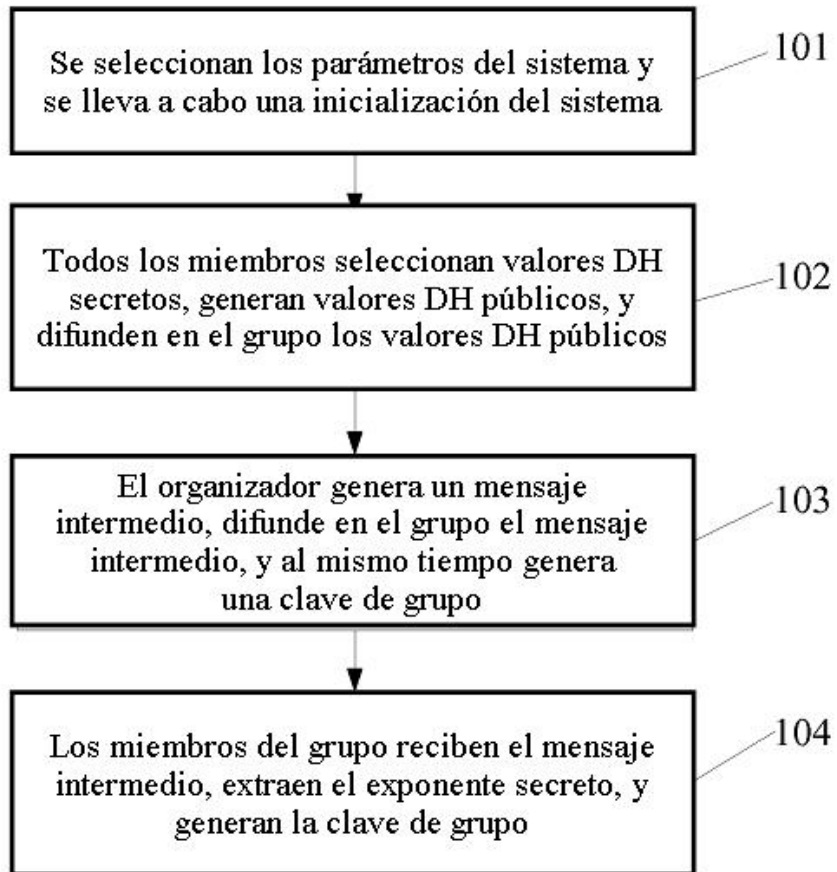 Se seleccionan los parámetros del sistema y
se lleva a cabo una inicialización del sistema
101
Todos los miembros seleccionan valores DH
secretos, generan valores DH públicos, y
difunden en el grupo los valores DH públicos
102
El organizador genera un mensaje
intermedio, difunde en el grupo el mensaje
intermedio, y al mismo tiempo genera
una clave de grupo
103
Los miembros del grupo reciben el mensaje
intermedio, extraen el exponente secreto, y
generan la clave de grupo
104